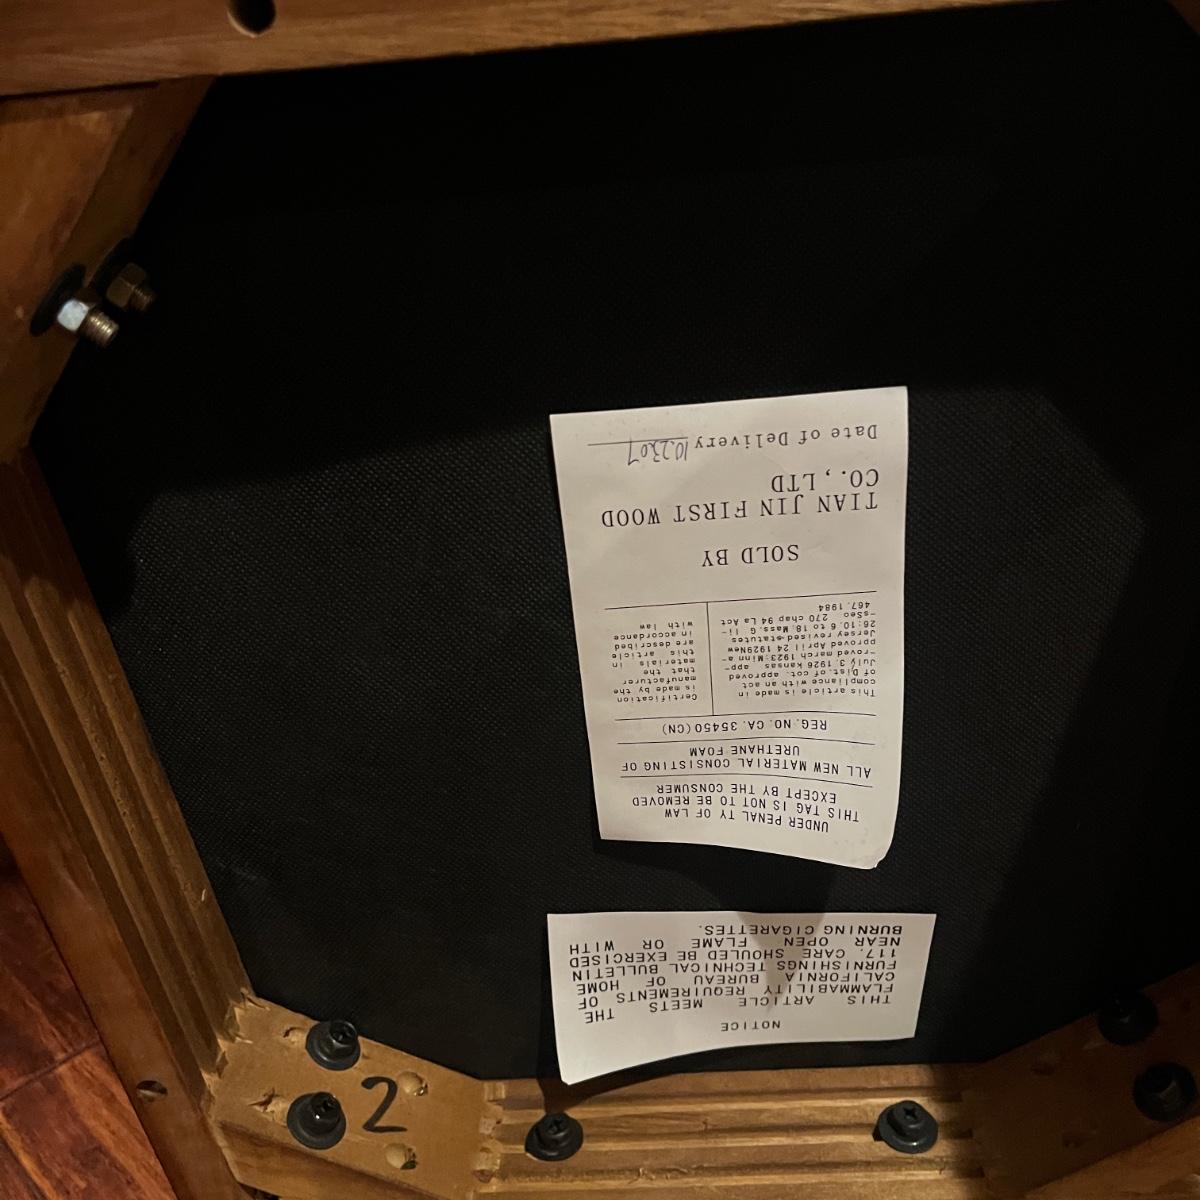 NOTICE
THIS ARTICLE MEETS THE
FLAMMABILITY REQUIREMENTS OF
CALIFORNIA BUREAU OF HOME
FURNISHINGS TECHNICAL BULLETIN
117. CARE SHOULED BE EXERCISED
NEAR OPEN FLAME OR WITH
BURNING CIGARETTES.
UNDER PENAL TY OF LAW
THIS TAG IS NOT TO BE REMOVED
EXCEPT BY THE CONSUMER
ALL NEW MATERIAL CONSISTING OF
URETHANE FOAM
REG. NO. CA. 35450(CN)
This article is made in
compliance with an act
of Dist. of cot. approved
July 3. 1926 kansas app-
-roved march 1923:Minn a-
pproved April 24 1929New
Jersey revised-statutes
26:10.6 to 18.Mass.G li-
-sSec 270 chap 94 La Act
467.1984
Certification
is made by the
manufacturer
that the
materials in
this article
are described
in accordance
with law
SOLD BY
TIAN JIN FIRST WOOD
CO., LTD
Date of Delivery 10.23.07
2